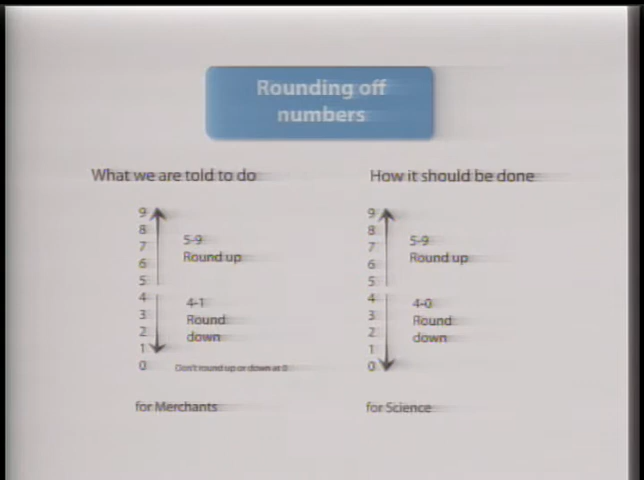 Rounding off
numbers
What we are told to do
How it should be done
9
8
7
6
5
4
3
2
1
0
5-9
Round up
4-1
Round
down
Don't round up or down at 0
for Merchants
9
8
7
6
5
4
3
2
1
0
5-9
Round up
4-0
Round
down
for Science